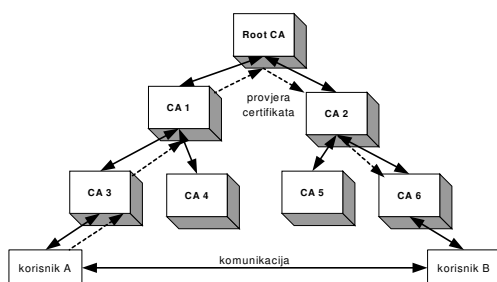 Root CA
CA 1
provjera
certifikata
CA 2
CA 3
CA 4
CA 5
CA 6
korisnik A
komunikacija
korisnik B